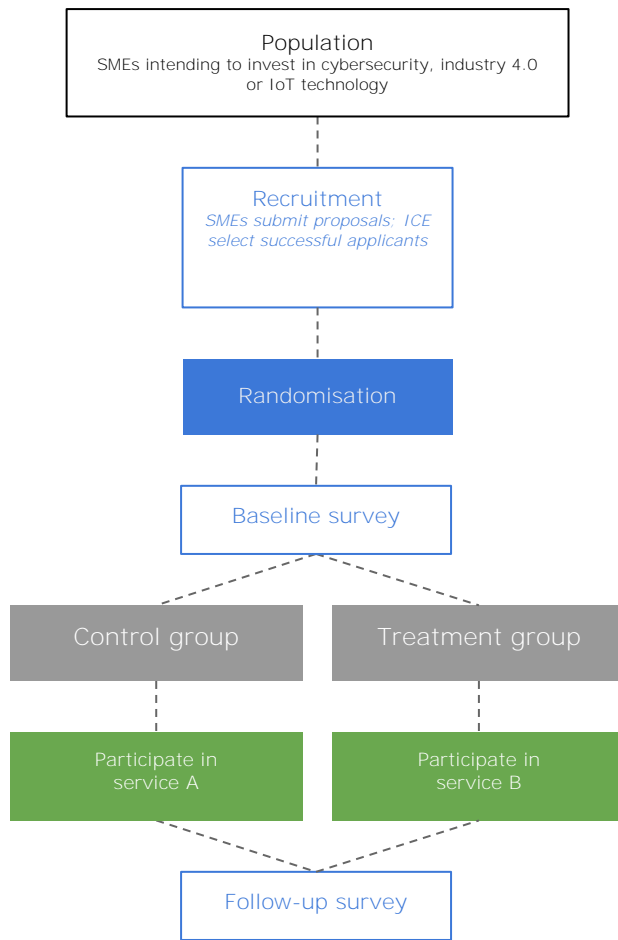 Population
SMEs intending to invest in cybersecurity, industry 4.0
or IoT technology
Recruitment
SMEs submit proposals; ICE
select successful applicants
Randomisation
Baseline survey
Control group
Treatment group
Participate in
service A
Participate in
service B
Follow-up survey